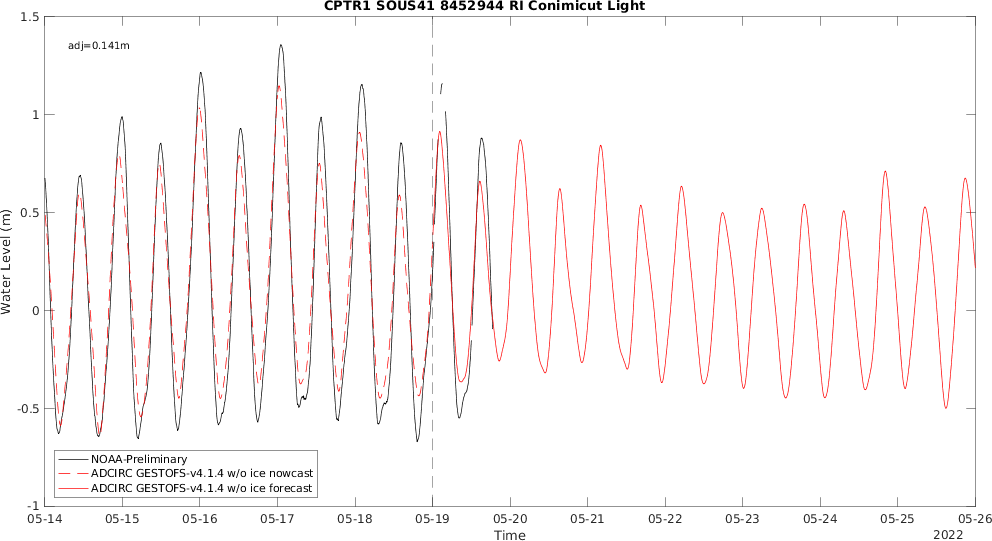 CPTR1 SOUS41 8452944 RI Conimicut Light
adj=0.141m
1.5
1
0.5
0
-0.5
-1
Water Level (m)
NOAA-Preliminary
ADCIRC GESTOFS-v4.1.4 w/o ice nowcast
ADCIRC GESTOFS-v4.1.4 w/o ice forecast
05-14 05-15 05-16 05-17 05-18 05-19 05-20 05-21 05-22 05-23 05-24 05-25 05-26
Time
2022